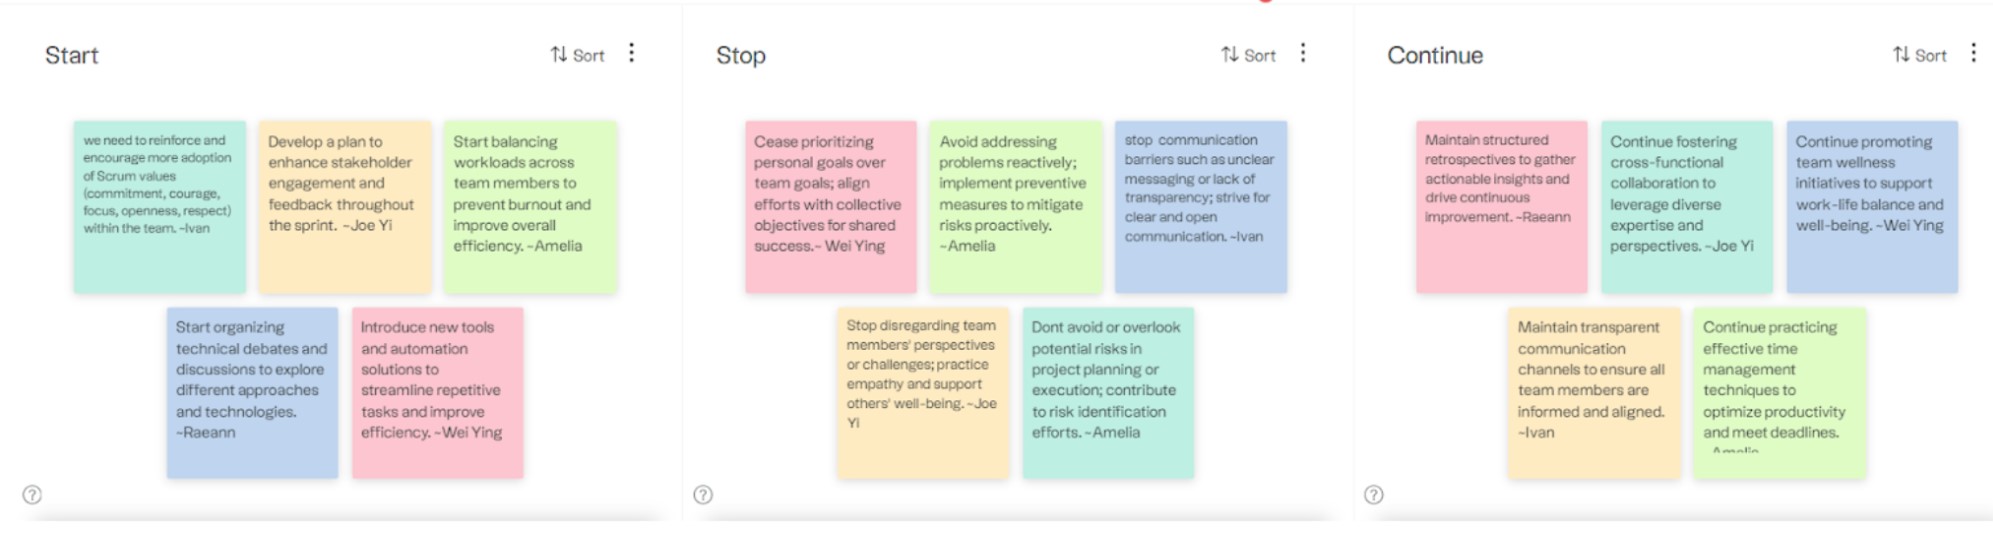 Start
Sort
we need to reinforce and
encourage more adoption
of Scrum values
(commitment, courage,
focus, openness, respect)
within the team. ~Ivan
Develop a plan to
enhance stakeholder
engagement and
feedback throughout
the sprint. ~Joe Yi
Start balancing
workloads across
team members to
prevent burnout and
improve overall
efficiency. ~Amelia
Start organizing
technical debates and
discussions to explore
different approaches
and technologies.
~Raeann
Introduce new tools
and automation
solutions to
streamline repetitive
tasks and improve
efficiency. ~Wei Ying
?
Stop
Sort
Cease prioritizing
personal goals over
team goals; align
efforts with collective
objectives for shared
success.~ Wei Ying
Avoid addressing
problems reactively;
implement preventive
measures to mitigate
risks proactively.
~Amelia
stop communication
barriers such as unclear
messaging or lack of
transparency; strive for
clear and open
communication. ~Ivan
Stop disregarding team
members' perspectives
or challenges; practice
empathy and support
others' well-being. ~Joe
Yi
Dont avoid or overlook
potential risks in
project planning or
execution; contribute
to risk identification
efforts. ~Amelia
?
Continue
Sort
Maintain structured
retrospectives to gather
actionable insights and
drive continuous
improvement. ~Raeann
Continue fostering
cross-functional
collaboration to
leverage diverse
expertise and
perspectives. ~Joe Yi
Continue promoting
team wellness
initiatives to support
work-life balance and
well-being. ~Wei Ying
Maintain transparent
communication
channels to ensure all
team members are
informed and aligned.
~Ivan
Continue practicing
effective time
management
techniques to
optimize productivity
and meet deadlines.
~Amelia
?